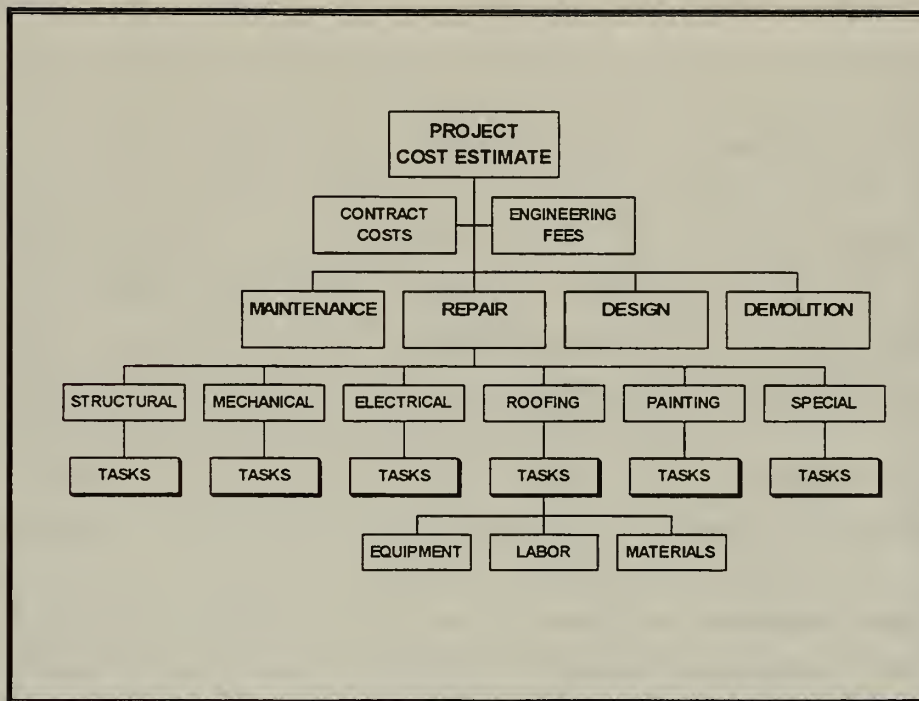 PROJECT
COST ESTIMATE
CONTRACT
COSTS
ENGINEERING
FEES
MAINTENANCE
REPAIR
DESIGN
DEMOLITION
STRUCTURAL
MECHANICAL
ELECTRICAL
ROOFING
PAINTING
SPECIAL
TASKS
TASKS
TASKS
TASKS
TASKS
TASKS
EQUIPMENT
LABOR
MATERIALS